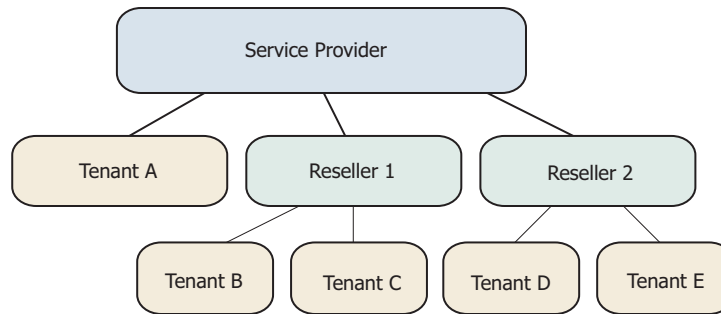 Service Provider
Tenant A
Reseller 1
Reseller 2
Tenant B
Tenant C
Tenant D
Tenant E